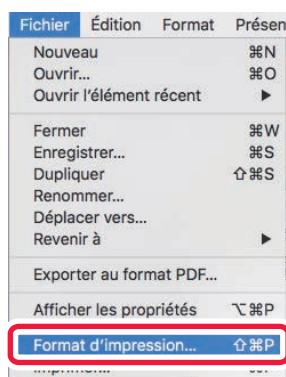 Fichier Édition Format Présen
Nouveau ⌘N
Ouvrir... ⌘O
Ouvrir l'élément récent ▶
Fermer ⌘W
Enregistrer... ⌘S
Dupliquer ⇧⌘S
Renommer...
Déplacer vers...
Revenir à ▶
Exporter au format PDF...
Afficher les propriétés ⌥⌘P
Format d'impression... ⇧⌘P